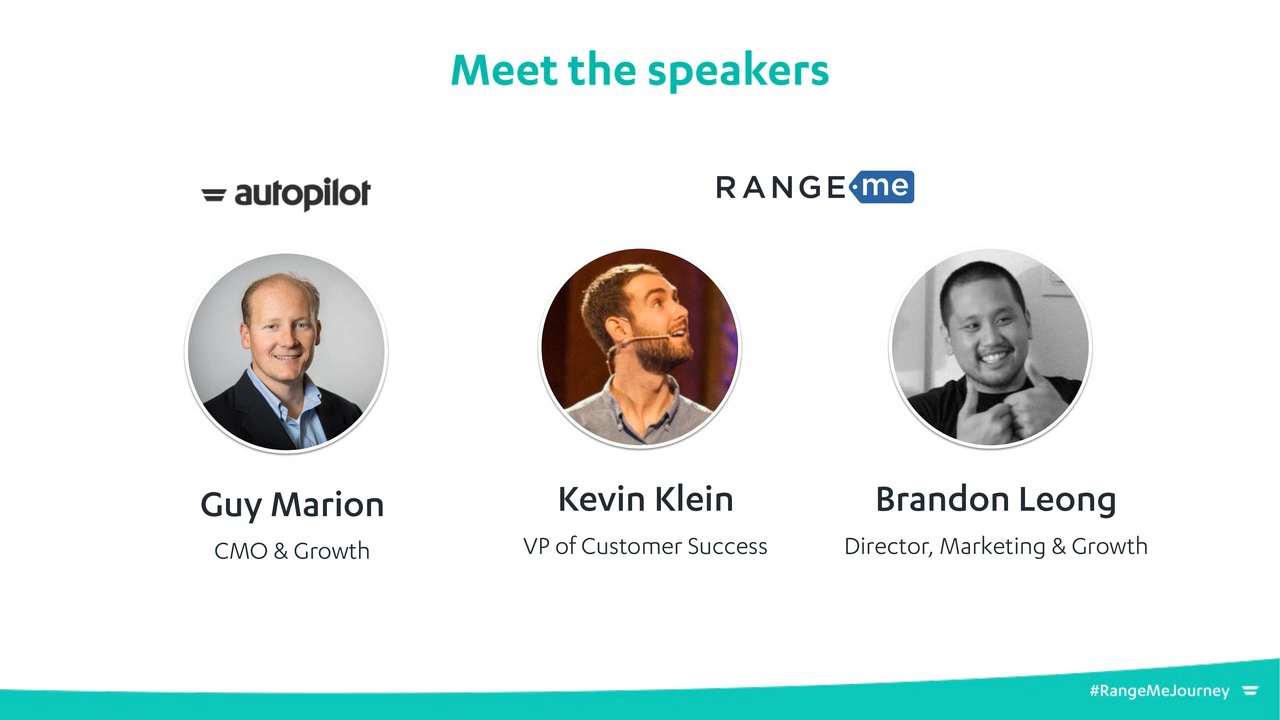 Meet the speakers
autopilot
RANGE me
Guy Marion
CMO & Growth
Kevin Klein
VP of Customer Success
Brandon Leong
Director, Marketing & Growth
#RangeMeJourney